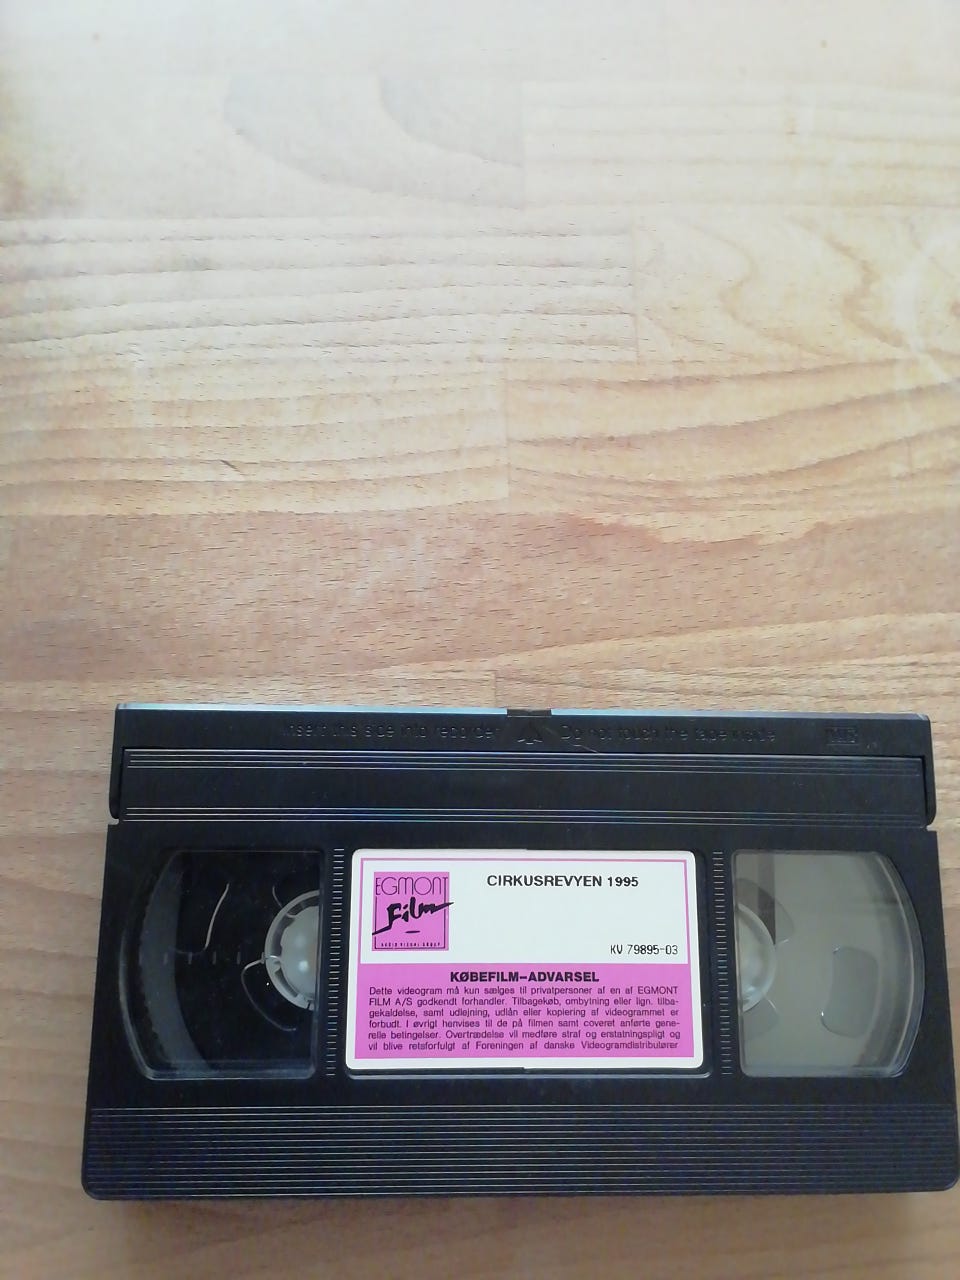 Insert this side into recorder Do not touch the tape inside
EGMONT
Film
AUDIO VISUAL GROUP
CIRKUSREVYEN 1995
KV 79895-03
KØBEFILM-ADVARSEL
Dette videogram må kun sælges til privatpersoner af en af EGMONT
FILM A/S godkendt forhandler. Tilbagekøb, ombytning eller lign. tilba-
gekaldelse, samt udlejning, udlån eller kopiering af videogrammet er
forbudt. I øvrigt henvises til de på filmen samt coveret anførte gene-
relle betingelser. Overtrædelse vil medføre straf og erstatningspligt og
vil blive retsforfulgt af Foreningen af danske Videogramdistributører